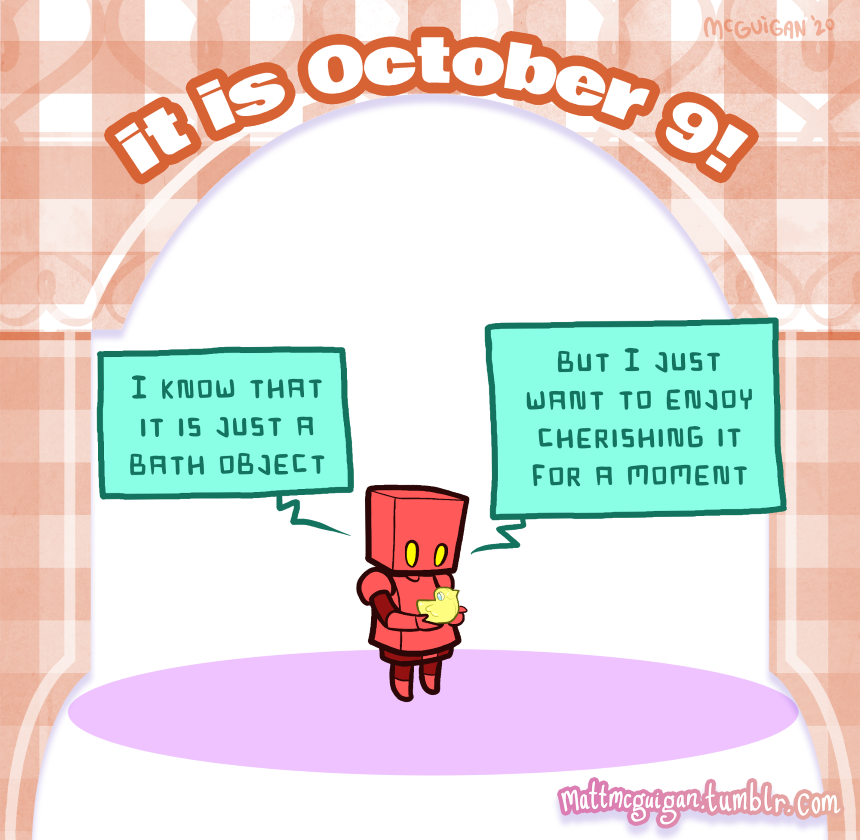 McGUiGAN '20
it is October 9!
I KNOW THAT
IT IS JUST A
BATH OBJECT
BUT I JUST
WANT TO ENJOY
CHERISHING IT
FOR A MOMENT
mattmcguigan.tumblr.com